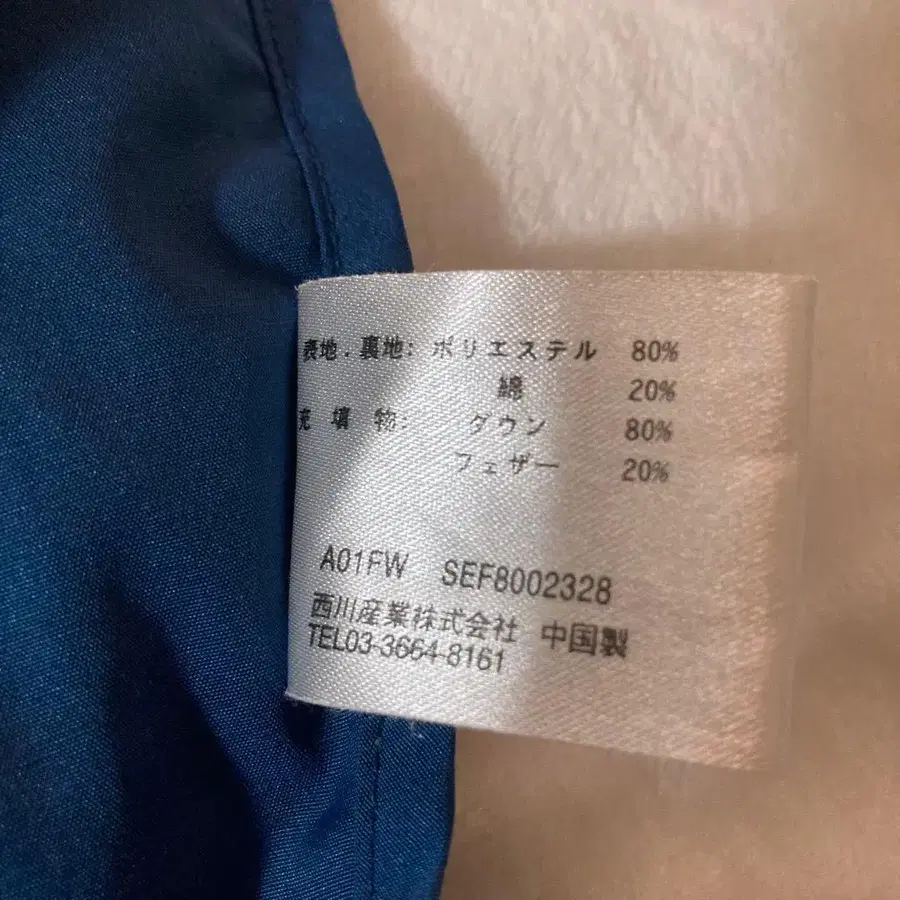 表地.裏地: ポリエステル 80%
綿 20%
充填物: ダウン 80%
フェザー 20%
A01FW SEF8002328
西川産業株式会社 中国製
TEL03-3664-8161